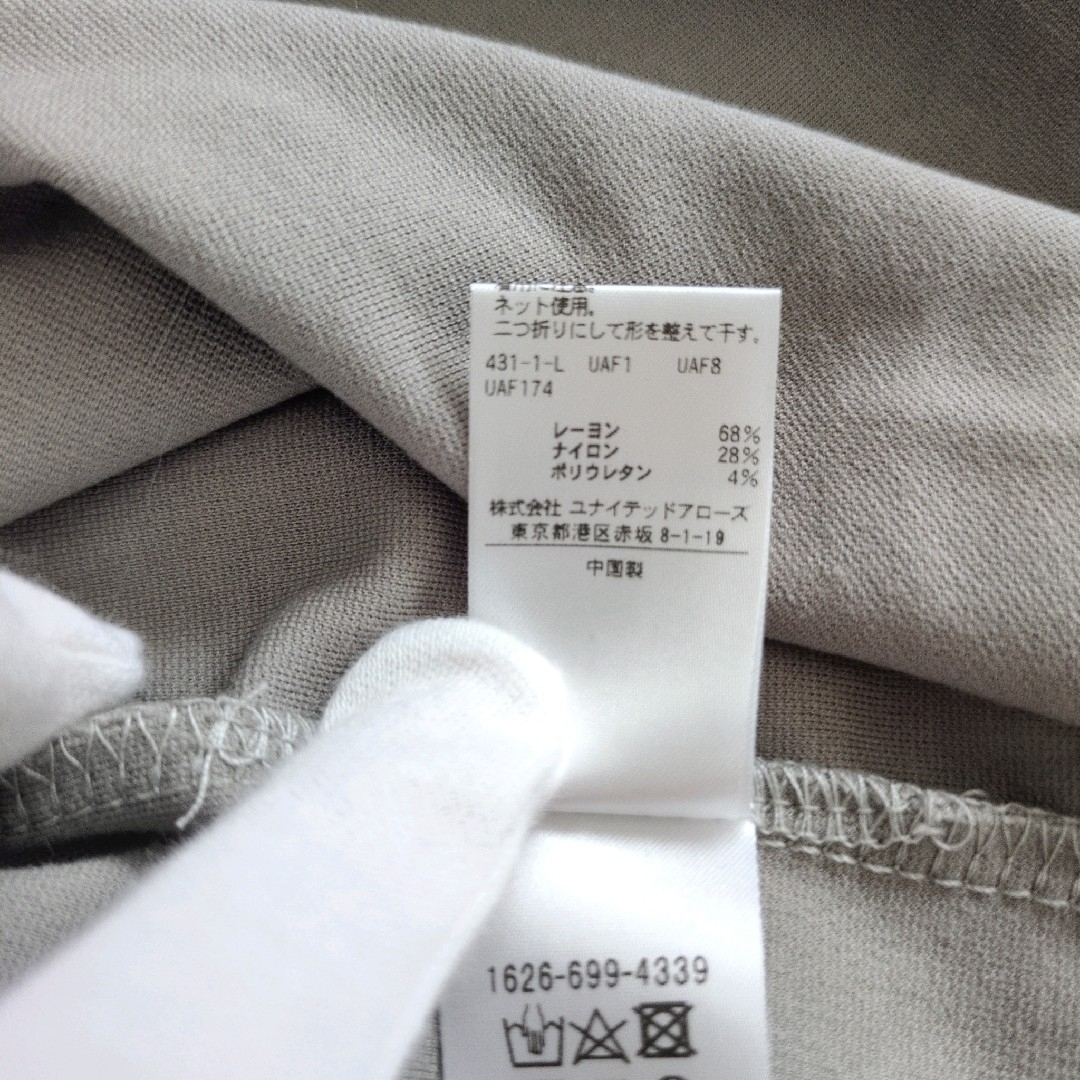 ネット使用。
二つ折りにして形を整えて干す。
431-1-L UAF1 UAF8
UAF174
レーヨン 68%
ナイロン 28%
ポリウレタン 4%
株式会社 ユナイテッドアローズ
東京都港区赤坂 8-1-19
中国製
1626-699-4339